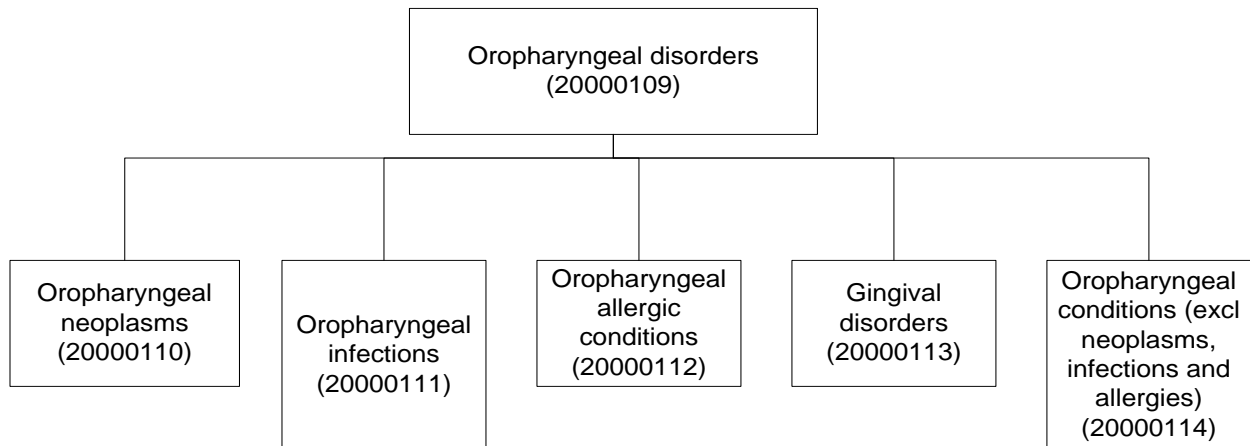 Oropharyngeal disorders
(20000109)
Oropharyngeal
neoplasms
(20000110)
Oropharyngeal
infections
(20000111)
Oropharyngeal
allergic
conditions
(20000112)
Gingival
disorders
(20000113)
Oropharyngeal
conditions (excl
neoplasms,
infections and
allergies)
(20000114)